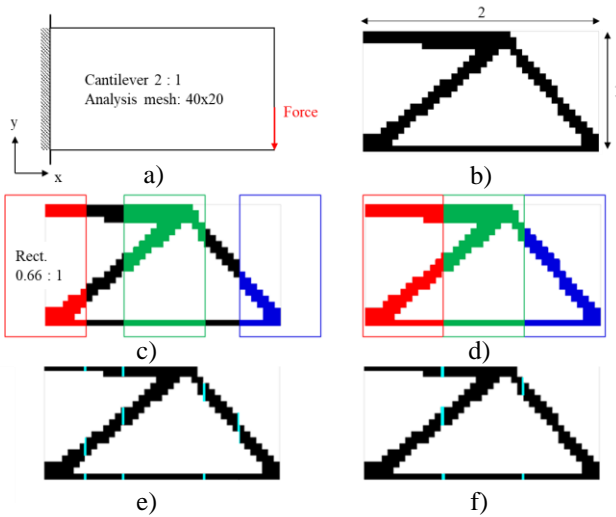 2
Cantilever 2 : 1
Analysis mesh: 40x20
Force
y
x
a)
b)
Rect.
0.66 : 1
c)
d)
e)
f)